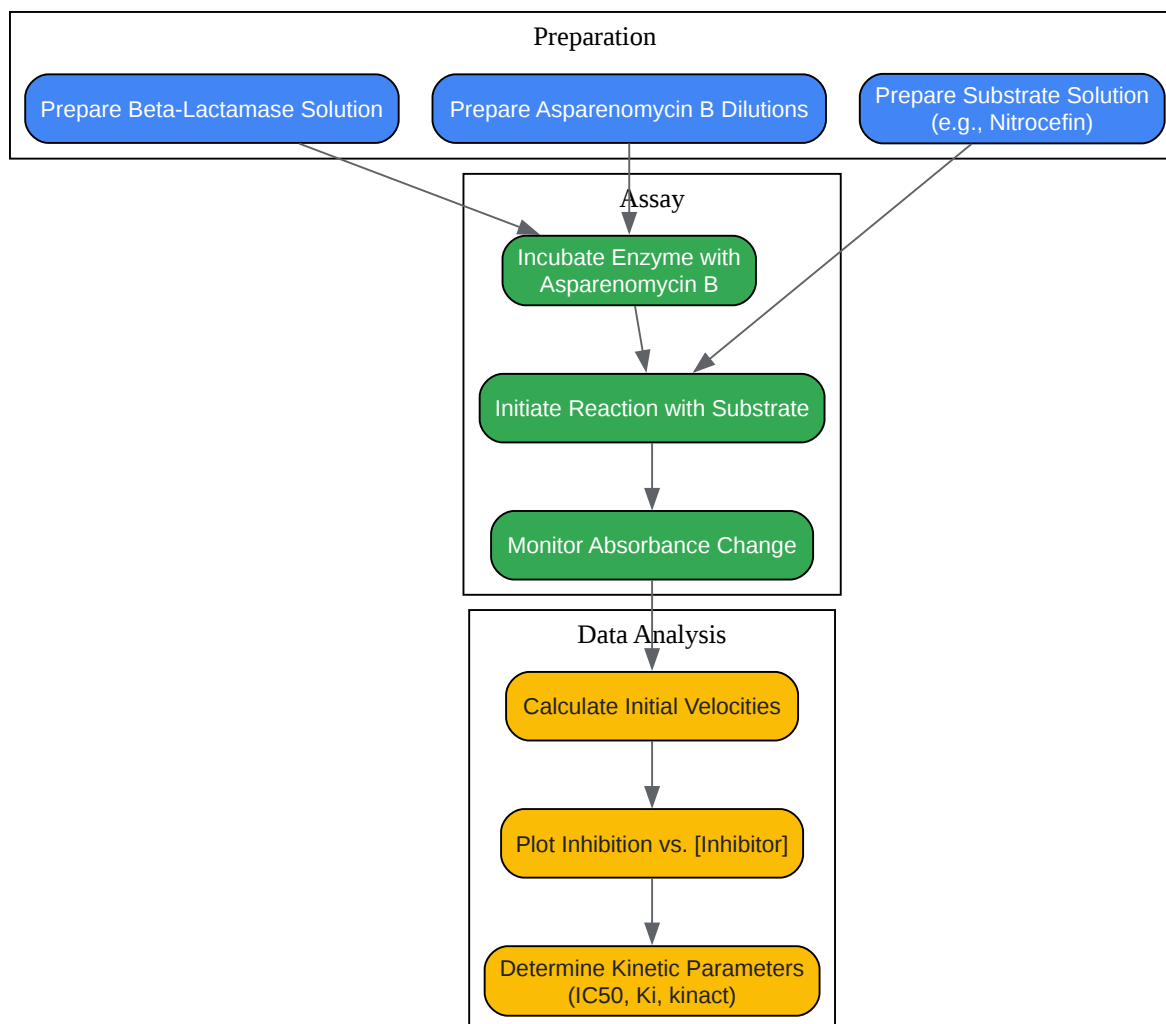 Preparation
Prepare Beta-Lactamase Solution
Prepare Asparenomycin B Dilutions
Prepare Substrate Solution
(e.g., Nitrocefin)
Assay
Incubate Enzyme with
Asparenomycin B
Initiate Reaction with Substrate
Monitor Absorbance Change
Data Analysis
Calculate Initial Velocities
Plot Inhibition vs. [Inhibitor]
Determine Kinetic Parameters
(IC50, Ki, kinact)